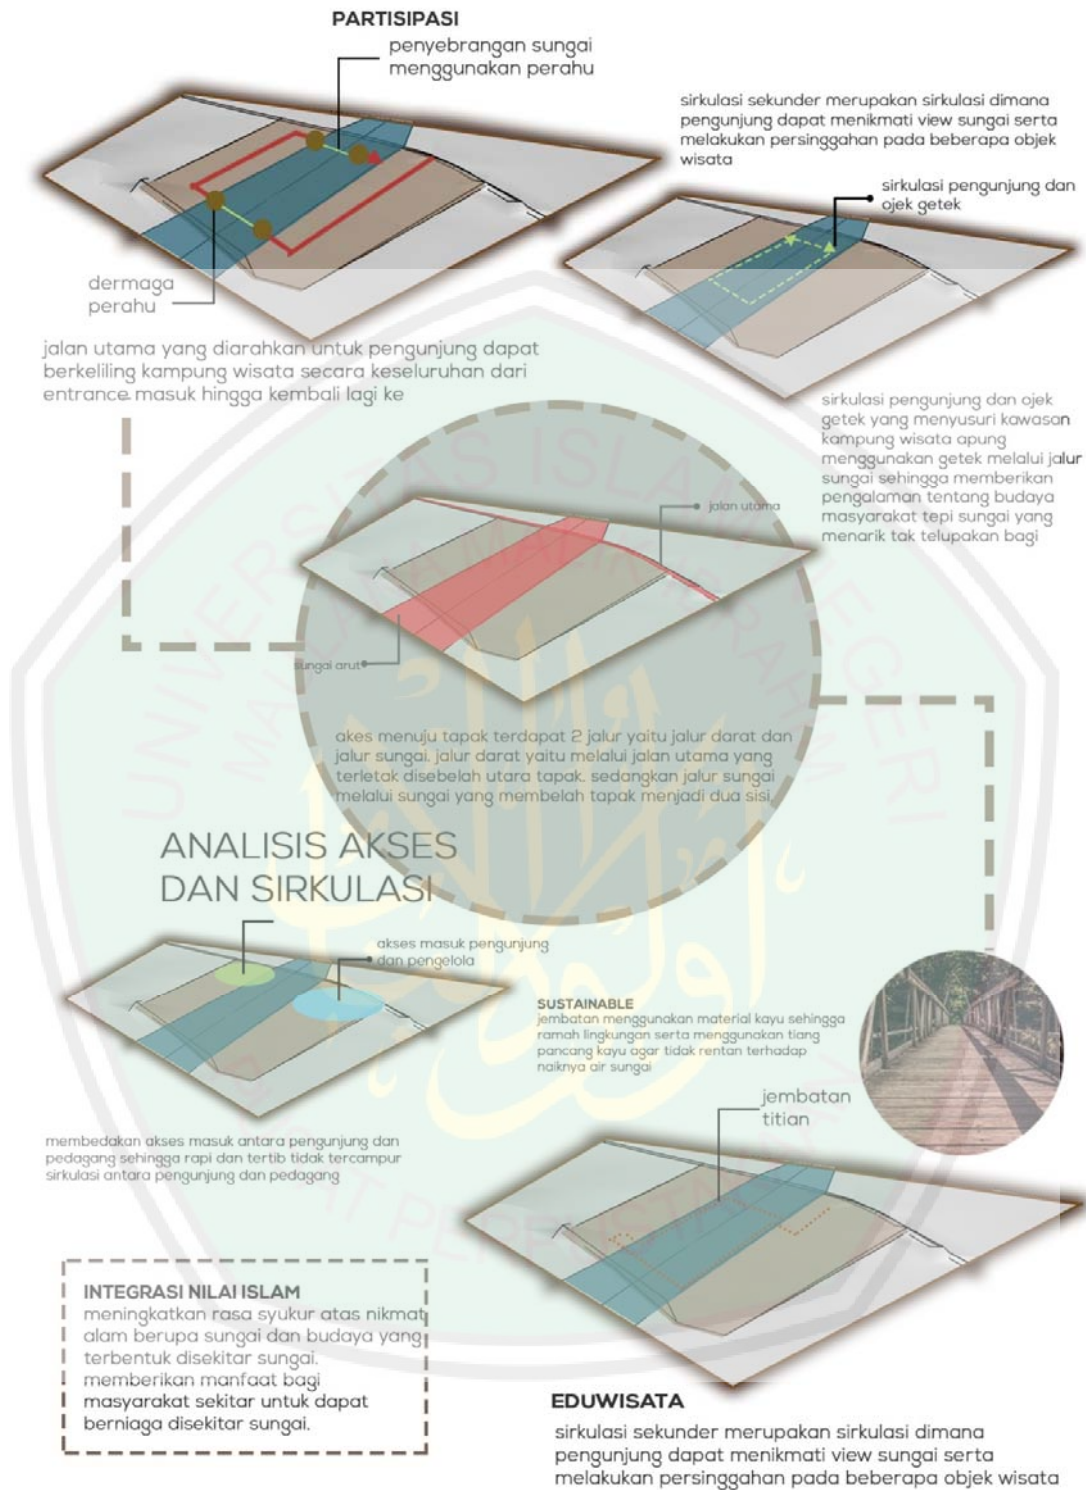 PARTISIPASI
penyebrangan sungai
menggunakan perahu
sirkulasi sekunder merupakan sirkulasi dimana
pengunjung dapat menikmati view sungai serta
melakukan persinggahan pada beberapa objek
wisata
sirkulasi pengunjung dan
ojek getek
dermaga
perahu
jalan utama yang diarahkan untuk pengunjung dapat
berkeliling kampung wisata secara keseluruhan dari
entrance masuk hingga kembali lagi ke
sirkulasi pengunjung dan ojek
getek yang menyusuri kawasan
kampung wisata apung
menggunakan getek melalui jalur
sungai sehingga memberikan
pengalaman tentang budaya
masyarakat tepi sungai yang
menarik tak telupakan bagi
jalan utama
sungai arut
akes menuju tapak terdapat 2 jalur yaitu jalur darat dan
jalur sungai. jalur darat yaitu melalui jalan utama yang
terletak disebelah utara tapak. sedangkan jalur sungai
melalui sungai yang membelah tapak menjadi dua sisi.
ANALISIS AKSES
DAN SIRKULASI
akses masuk pengunjung
dan pengelola
membedakan akses masuk antara pengunjung dan
pedagang sehingga rapi dan tertib tidak tercampur
sirkulasi antara pengunjung dan pedagang
SUSTAINABLE
jembatan menggunakan material kayu sehingga
ramah lingkungan serta menggunakan tiang
pancang kayu agar tidak rentan terhadap
naiknya air sungai
jembatan
titian
INTEGRASI NILAI ISLAM
meningkatkan rasa syukur atas nikmat
alam berupa sungai dan budaya yang
terbentuk disekitar sungai.
memberikan manfaat bagi
masyarakat sekitar untuk dapat
berniaga disekitar sungai.
EDUWISATA
sirkulasi sekunder merupakan sirkulasi dimana
pengunjung dapat menikmati view sungai serta
melakukan persinggahan pada beberapa objek wisata
UNIVERSITAS ISLAM NEGERI
MAULANA MALIK IBRAHIM
PUSAT PERPUSTAKAAN